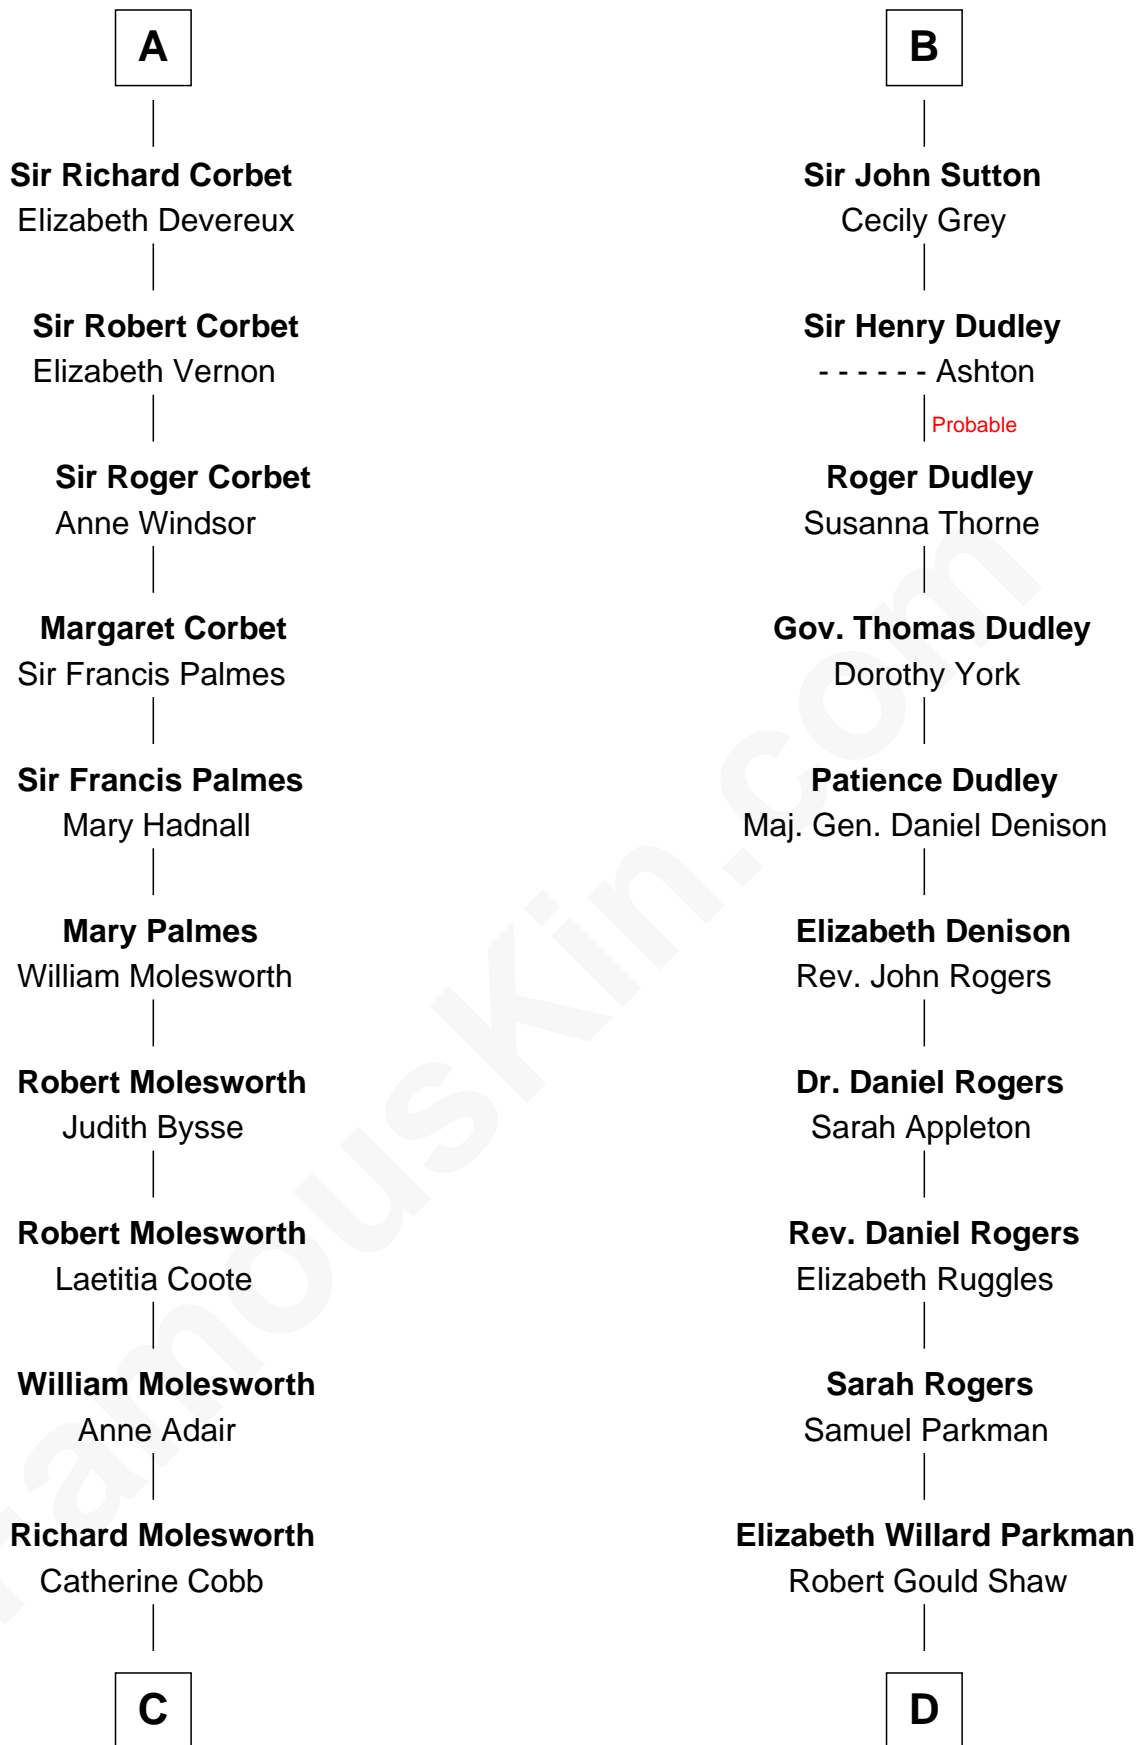 A
Sir Richard Corbet
Elizabeth Devereux
Sir Robert Corbet
Elizabeth Vernon
Sir Roger Corbet
Anne Windsor
Margaret Corbet
Sir Francis Palmes
Sir Francis Palmes
Mary Hadnall
Mary Palmes
William Molesworth
Robert Molesworth
Judith Bysse
Robert Molesworth
Laetitia Coote
William Molesworth
Anne Adair
Richard Molesworth
Catherine Cobb
C
B
Sir John Sutton
Cecily Grey
Sir Henry Dudley
- - - - - - Ashton
Probable
Roger Dudley
Susanna Thorne
Gov. Thomas Dudley
Dorothy York
Patience Dudley
Maj. Gen. Daniel Denison
Elizabeth Denison
Rev. John Rogers
Dr. Daniel Rogers
Sarah Appleton
Rev. Daniel Rogers
Elizabeth Ruggles
Sarah Rogers
Samuel Parkman
Elizabeth Willard Parkman
Robert Gould Shaw
D
FamousKin.com